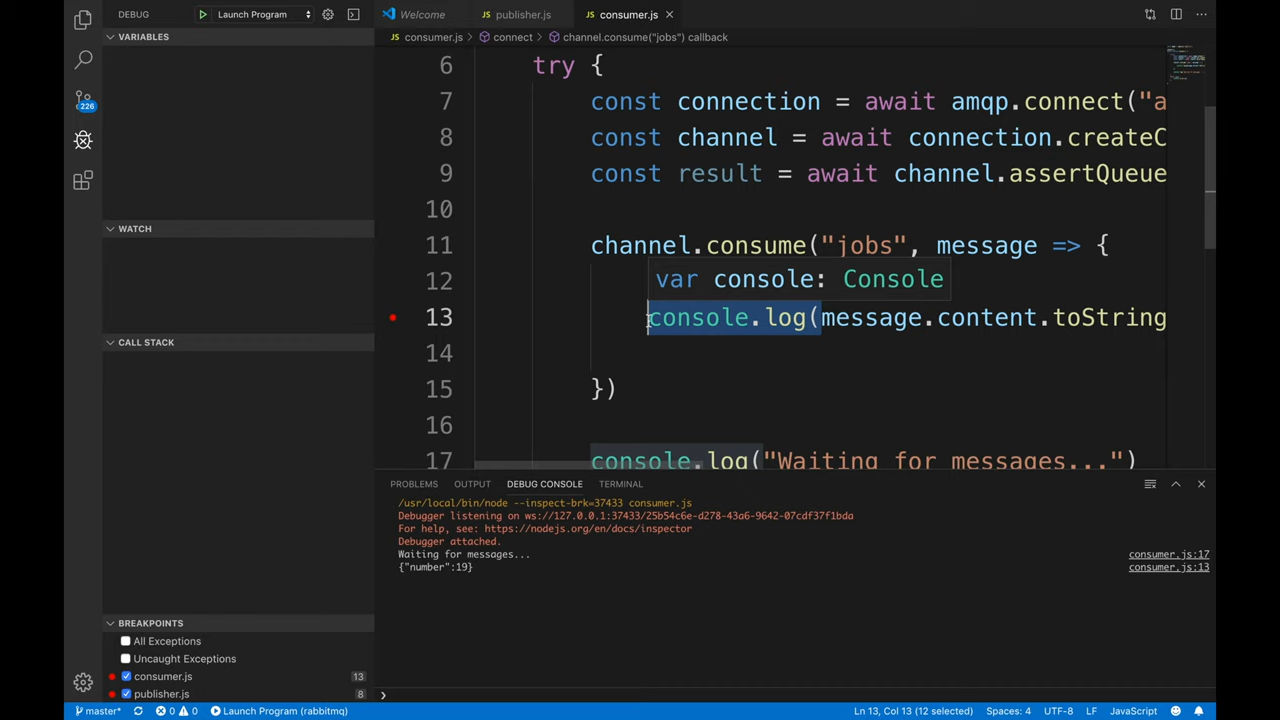 DEBUG
Launch Program
Welcome
publisher.js
consumer.js
VARIABLES
consumer.js > connect > channel.consume("jobs") callback
6 try {
7 const connection = await amqp.connect("a
8 const channel = await connection.createC
9 const result = await channel.assertQueue
10
226
WATCH
11 channel.consume("jobs", message => {
12
var console: Console
13 console.log(message.content.toString
CALL STACK
14
15 })
16
17 console.log("Waiting for messages...")
PROBLEMS
OUTPUT
DEBUG CONSOLE
TERMINAL
/usr/local/bin/node --inspect-brk=37433 consumer.js
Debugger listening on ws://127.0.0.1:37433/25b54c6e-d278-43a6-9642-07cdf37f1bda
For help, see: https://nodejs.org/en/docs/inspector
Debugger attached.
Waiting for messages... consumer.js:17
{"number":19} consumer.js:13
BREAKPOINTS
All Exceptions
Uncaught Exceptions
consumer.js 13
publisher.js 8
master* 0 0 Launch Program (rabbitmq) Ln 13, Col 13 (12 selected) Spaces: 4 UTF-8 LF JavaScript